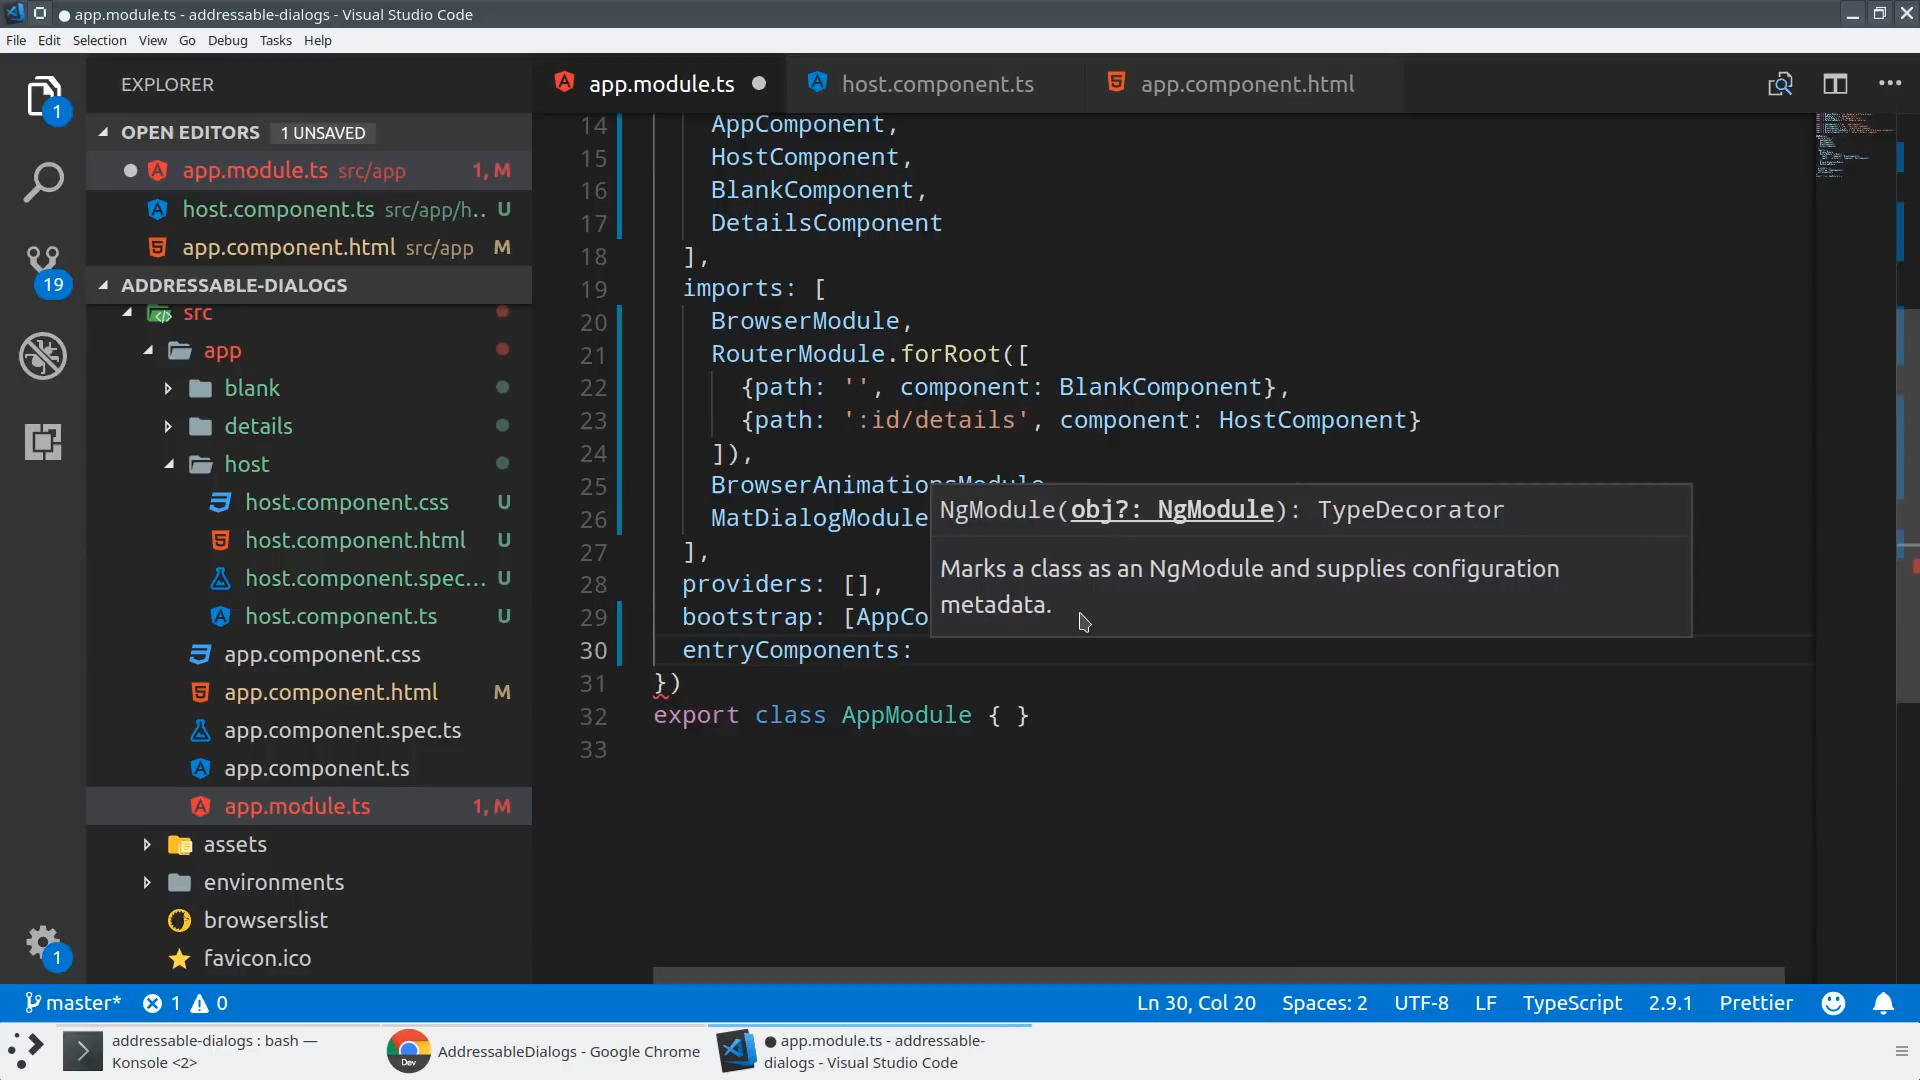 app.module.ts - addressable-dialogs - Visual Studio Code
File Edit Selection View Go Debug Tasks Help
EXPLORER
1
OPEN EDITORS 1 UNSAVED
app.module.ts src/app 1, M
host.component.ts src/app/h.. U
app.component.html src/app M
19
ADDRESSABLE-DIALOGS
src
app
blank
details
host
host.component.css U
host.component.html U
host.component.spec... U
host.component.ts U
app.component.css
app.component.html M
app.component.spec.ts
app.component.ts
app.module.ts 1, M
assets
environments
browserslist
favicon.ico
1
app.module.ts host.component.ts app.component.html
14 AppComponent,
15 HostComponent,
16 BlankComponent,
17 DetailsComponent
18 ],
19 imports: [
20 BrowserModule,
21 RouterModule.forRoot([
22 {path: '', component: BlankComponent},
23 {path: ':id/details', component: HostComponent}
24 ]),
25 BrowserAnimationsModule
26 MatDialogModule
27 ],
28 providers: [],
29 bootstrap: [AppCo
30 entryComponents:
31 })
32 export class AppModule { }
33
NgModule(obj?: NgModule): TypeDecorator
Marks a class as an NgModule and supplies configuration
metadata.
master* 1 0 Ln 30, Col 20 Spaces: 2 UTF-8 LF TypeScript 2.9.1 Prettier
addressable-dialogs : bash —
Konsole <2>
Dev
AddressableDialogs - Google Chrome
app.module.ts - addressable-
dialogs - Visual Studio Code